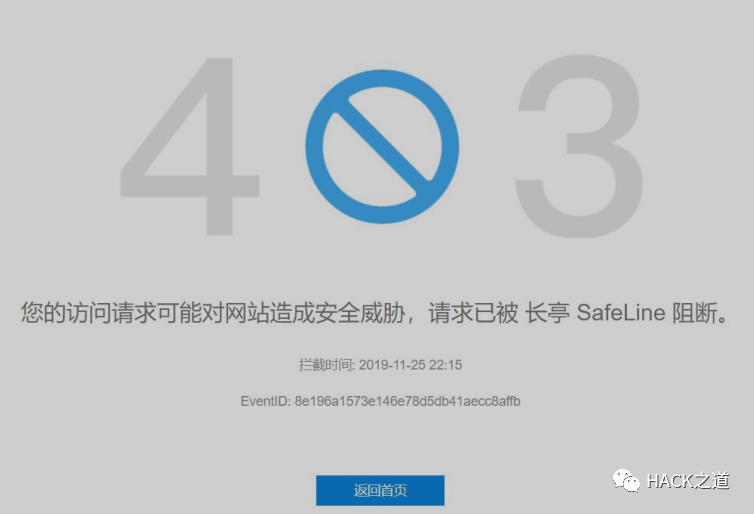 403
您的访问请求可能对网站造成安全威胁，请求已被 长亭 SafeLine 阻断。
拦截时间: 2019-11-25 22:15
EventID: 8e196a1573e146e78d5db41aecc8affb
返回首页
HACK之道